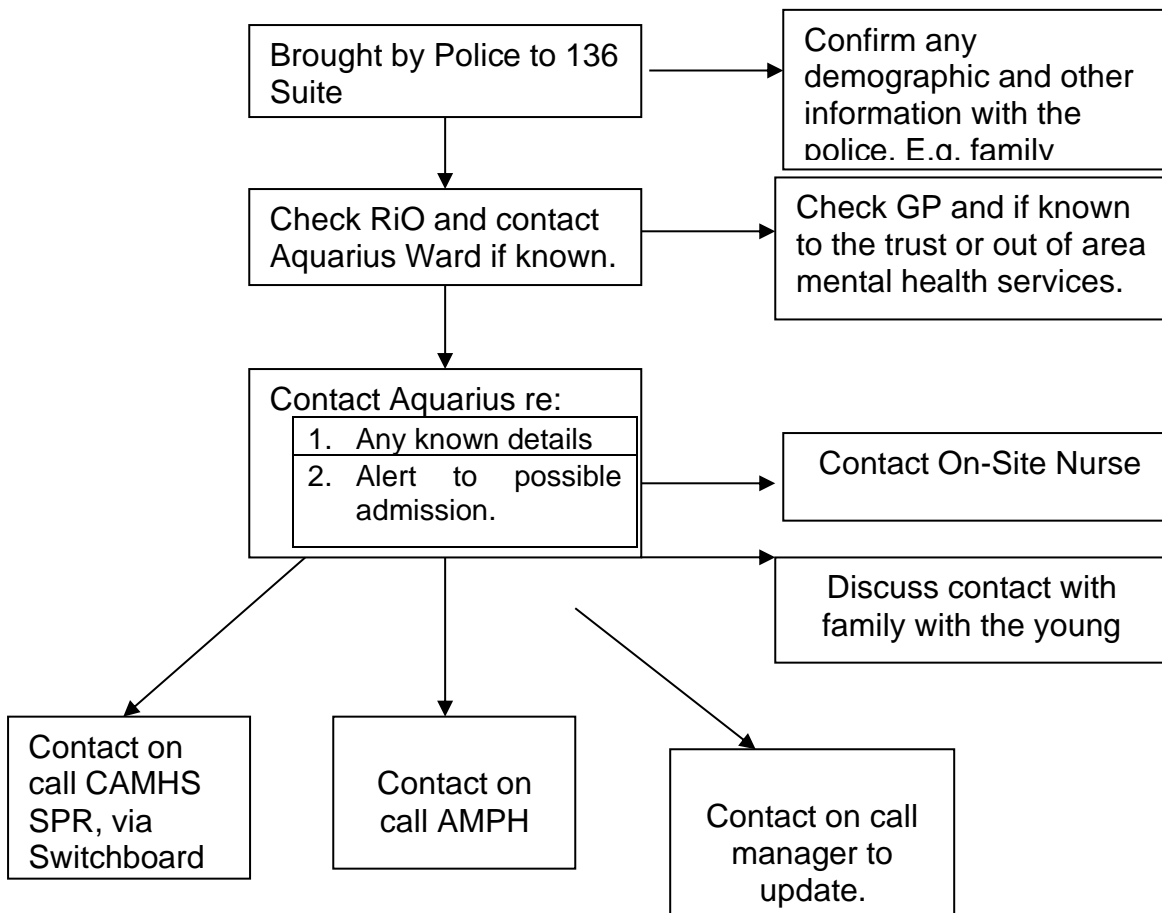 Brought by Police to 136
Suite
Confirm any
demographic and other
information with the
police. E.g. family
Check RiO and contact
Aquarius Ward if known.
Check GP and if known
to the trust or out of area
mental health services.
Contact Aquarius re:
1. Any known details
2. Alert to possible
admission.
Contact On-Site Nurse
Discuss contact with
family with the young
Contact on
call CAMHS
SPR, via
Switchboard
Contact on
call AMPH
Contact on call
manager to
update.